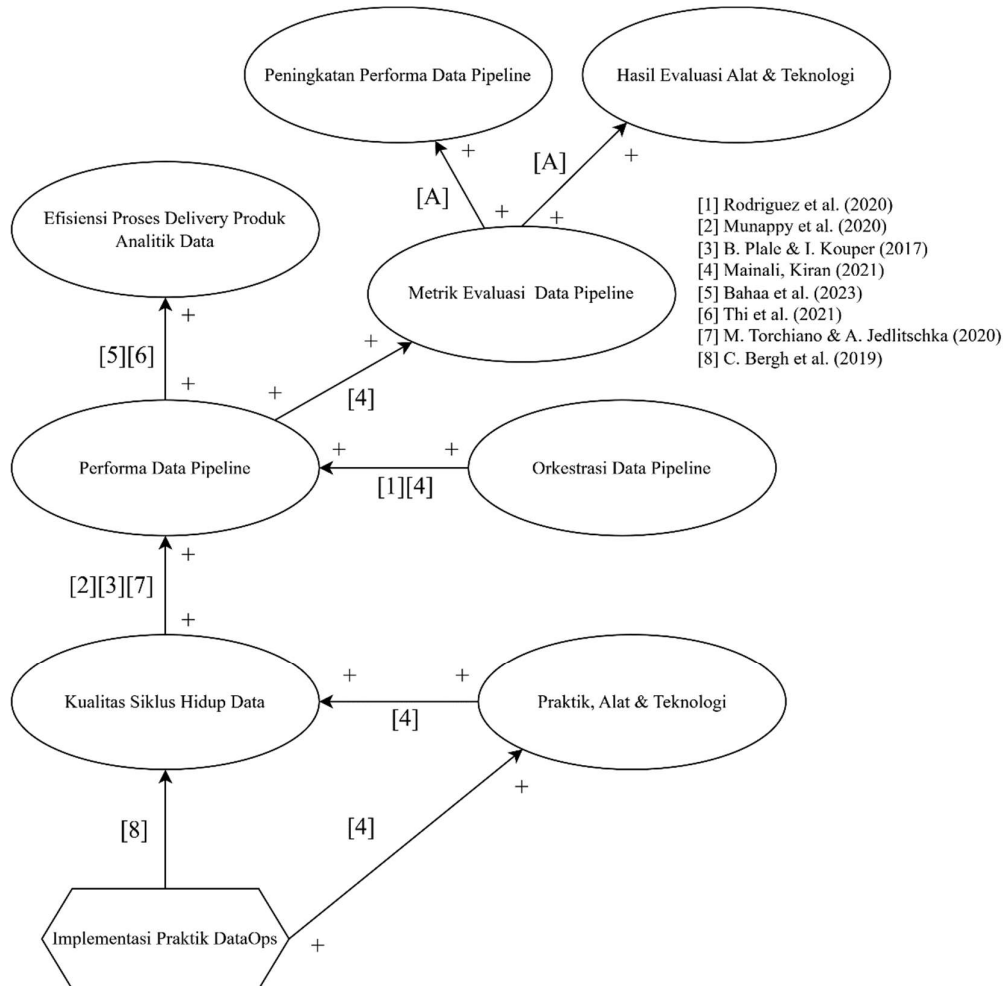 Peningkatan Performa Data Pipeline
Hasil Evaluasi Alat & Teknologi
+
+
[A]
[A]
+
+
Efisiensi Proses Delivery Produk
Analitik Data
[1] Rodriguez et al. (2020)
[2] Munappy et al. (2020)
[3] B. Plale & I. Kouper (2017)
[4] Mainali, Kiran (2021)
[5] Bahaa et al. (2023)
[6] Thi et al. (2021)
[7] M. Torchiano & A. Jedlitschka (2020)
[8] C. Bergh et al. (2019)
Metrik Evaluasi Data Pipeline
+
+
[5][6]
+
+
[4]
Performa Data Pipeline
+
+
[1][4]
Orkestrasi Data Pipeline
+
[2][3][7]
+
Kualitas Siklus Hidup Data
+
+
[4]
Praktik, Alat & Teknologi
+
[8]
[4]
Implementasi Praktik DataOps
+